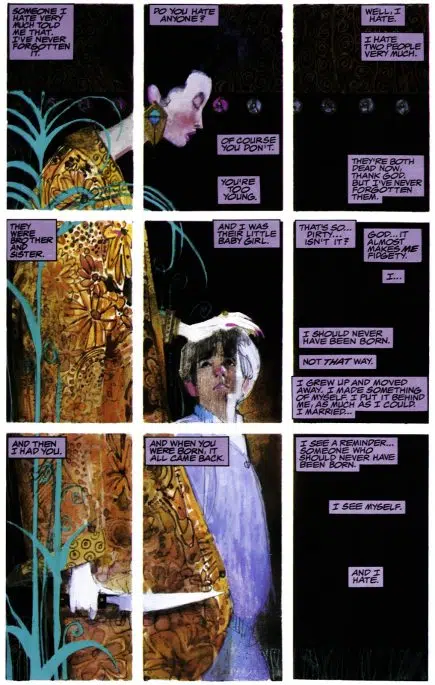 SOMEONE I
HATE VERY
MUCH TOLD
ME THAT.
I'VE NEVER
FORGOTTEN
IT.
DO YOU HATE
ANYONE?
OF COURSE
YOU DON'T.
YOU'RE
TOO
YOUNG.
WELL, I
HATE.
I HATE
TWO PEOPLE
VERY MUCH.
THEY'RE BOTH
DEAD NOW,
THANK GOD.
BUT I'VE NEVER
FORGOTTEN
THEM.
THEY
WERE
BROTHER
AND
SISTER.
AND I WAS
THEIR LITTLE
BABY GIRL.
THAT'S SO...
DIRTY...
ISN'T IT?
GOD...IT
ALMOST
MAKES ME
FIDGETY.
I...
I SHOULD NEVER
HAVE BEEN BORN.
NOT THAT WAY.
I GREW UP AND MOVED
AWAY. I MADE SOMETHING
OF MYSELF. I PUT IT BEHIND
ME, AS MUCH AS I COULD.
I MARRIED...
AND THEN
I HAD YOU.
AND WHEN YOU
WERE BORN, IT
ALL CAME BACK.
I SEE A REMINDER...
SOMEONE WHO
SHOULD NEVER HAVE
BEEN BORN.
I SEE MYSELF.
AND I
HATE.